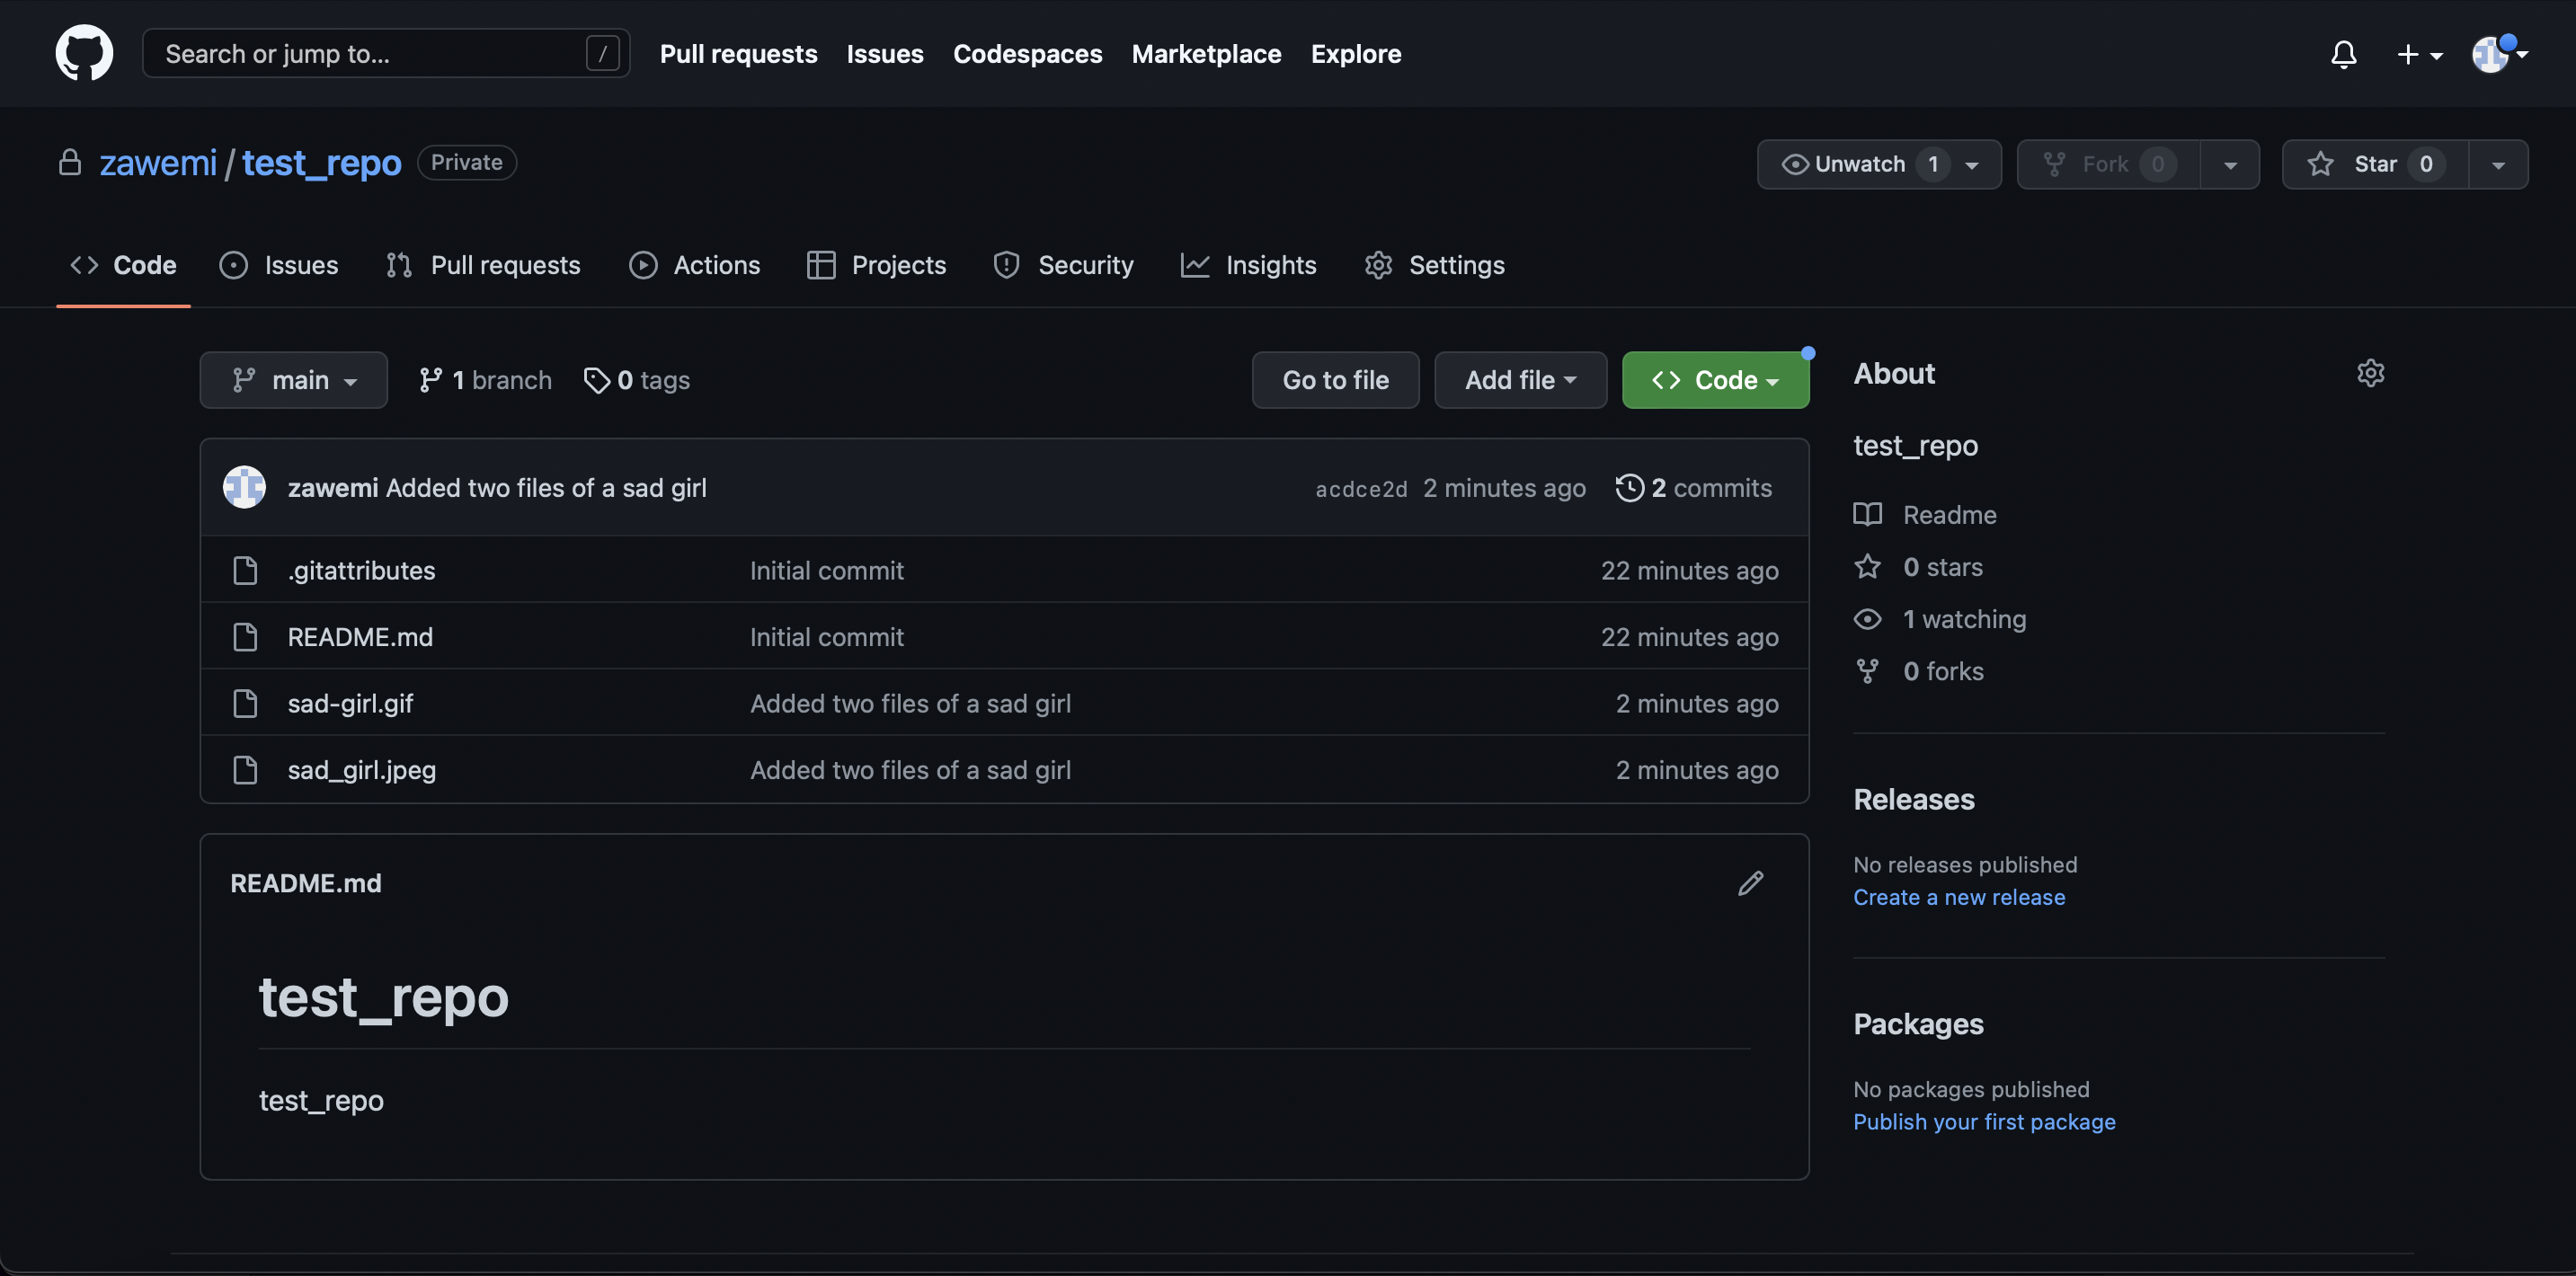 Search or jump to... / Pull requests Issues Codespaces Marketplace Explore
zawemi/test_repo Private Unwatch 1 Fork 0 Star 0
Code Issues Pull requests Actions Projects Security Insights Settings
main 1 branch 0 tags Go to file Add file Code
zawemi Added two files of a sad girl acdce2d 2 minutes ago 2 commits
.gitattributes Initial commit 22 minutes ago
README.md Initial commit 22 minutes ago
sad-girl.gif Added two files of a sad girl 2 minutes ago
sad_girl.jpeg Added two files of a sad girl 2 minutes ago
README.md
test_repo
test_repo
About
test_repo
Readme
0 stars
1 watching
0 forks
Releases
No releases published
Create a new release
Packages
No packages published
Publish your first package